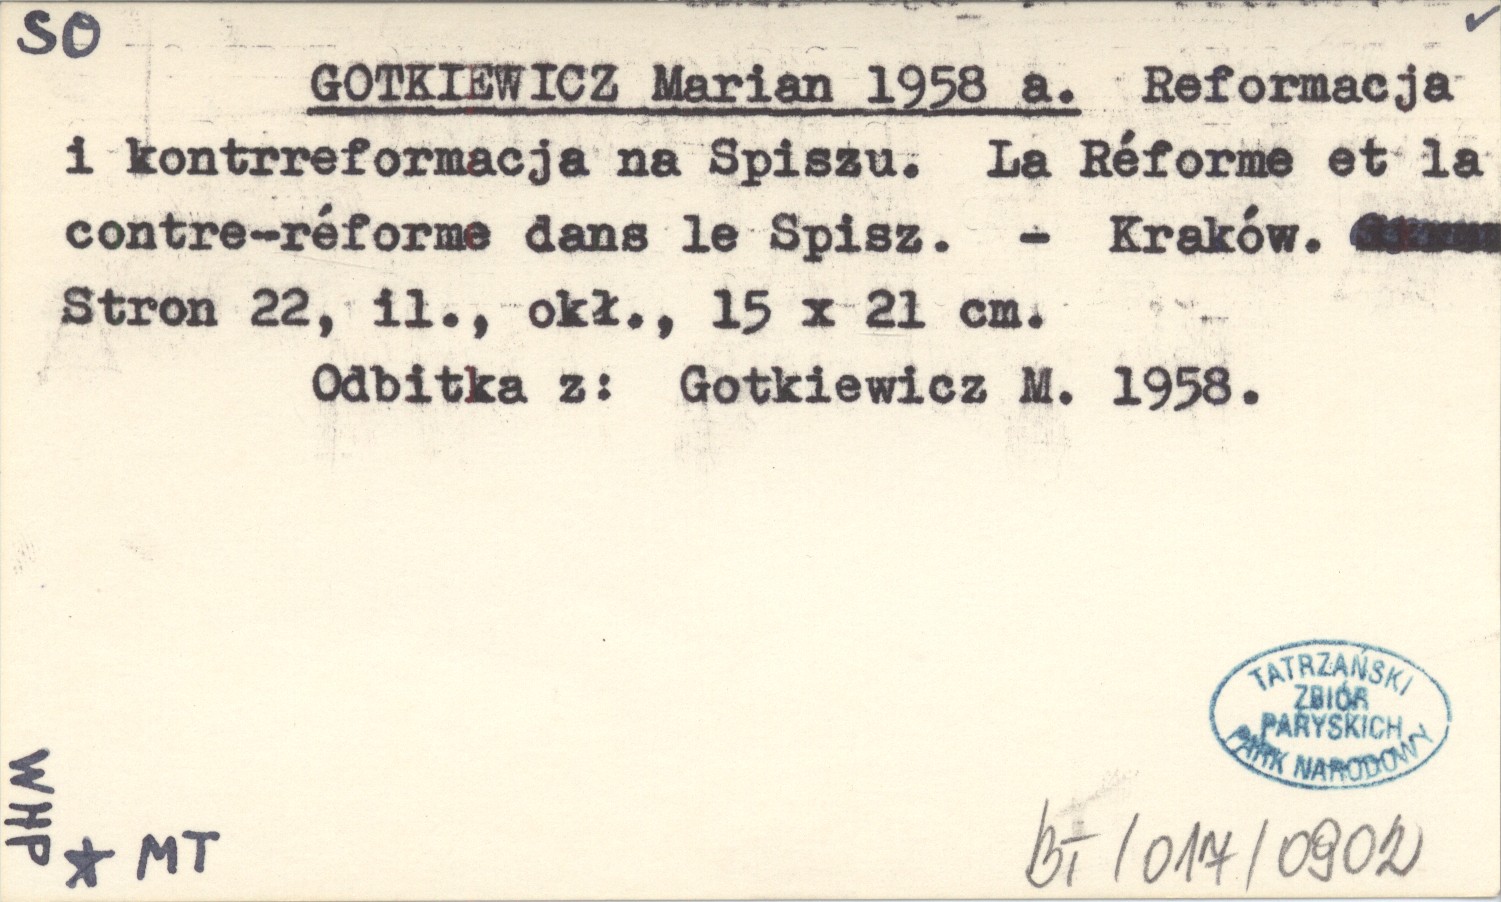 SO
GOTKIEWICZ Marian 1958 a. Reformacja
i kontrreformacja na Spiszu. La Réforme et la
contre-réforme dans le Spisz. - Kraków.
Stron 22, il., okł., 15 x 21 cm.
Odbitka z: Gotkiewicz M. 1958.
TATRZAŃSKI
ZBIÓR
PARYSKICH
PARK NARODOWY
WHP
MT
BI/017/0902